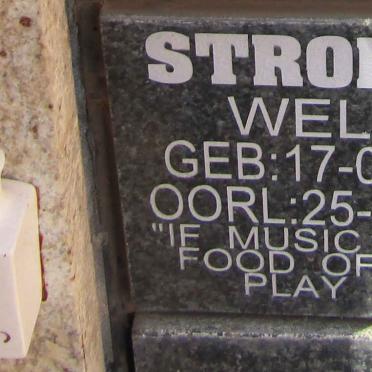 STRO
WEL
GEB:17-0
OORL:25-
"IF MUSIC
FOOD OF
PLAY